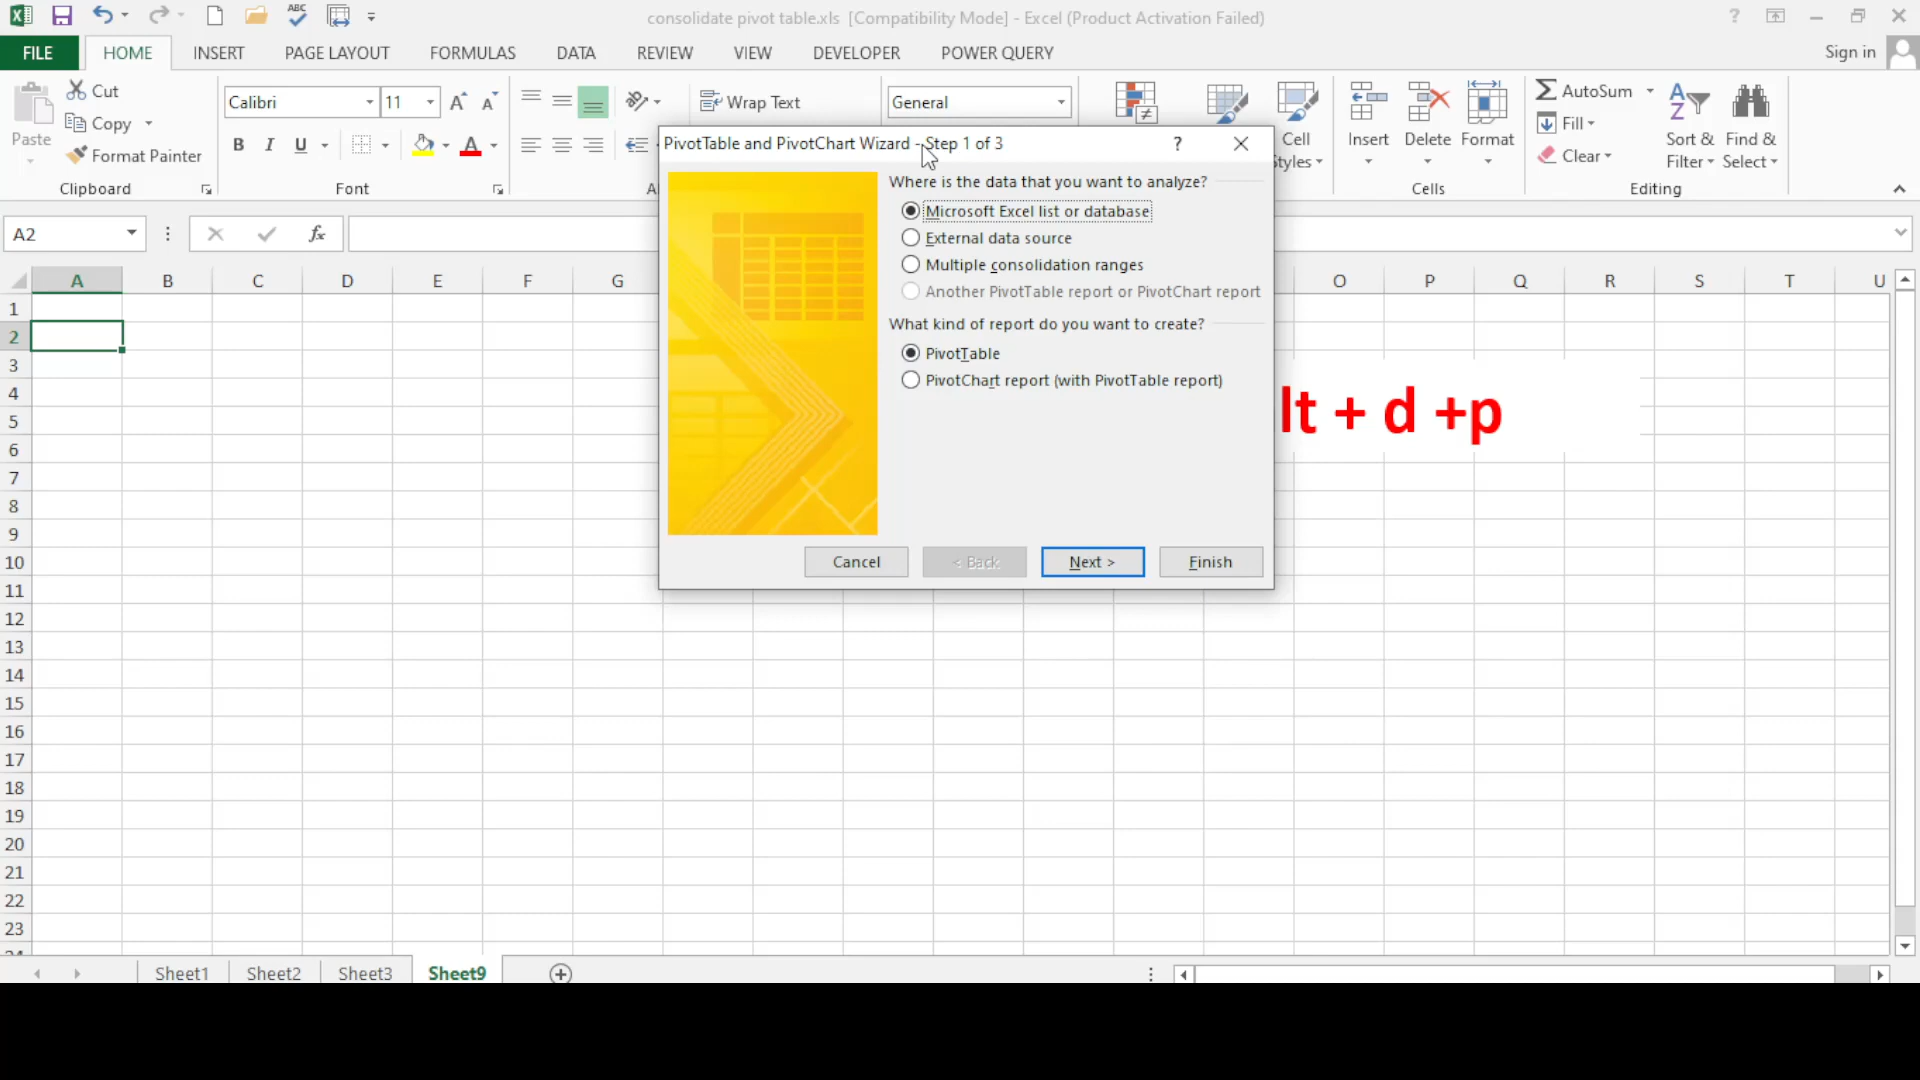 consolidate pivot table.xls [Compatibility Mode] - Excel (Product Activation Failed)
FILE HOME INSERT PAGE LAYOUT FORMULAS DATA REVIEW VIEW DEVELOPER POWER QUERY Sign in
Paste
Cut
Copy
Format Painter
Clipboard
Calibri 11
B I U A
Font
Wrap Text
General
Cell
Styles
Insert Delete Format
Cells
AutoSum
Fill
Clear
Sort &
Filter
Find &
Select
Editing
A2
fx
A B C D E F G O P Q R S T U
1
2
3
4
5
6
7
8
9
10
11
12
13
14
15
16
17
18
19
20
21
22
23
PivotTable and PivotChart Wizard - Step 1 of 3
Where is the data that you want to analyze?
Microsoft Excel list or database
External data source
Multiple consolidation ranges
Another PivotTable report or PivotChart report
What kind of report do you want to create?
PivotTable
PivotChart report (with PivotTable report)
Cancel < Back Next > Finish
lt + d +p
Sheet1 Sheet2 Sheet3 Sheet9